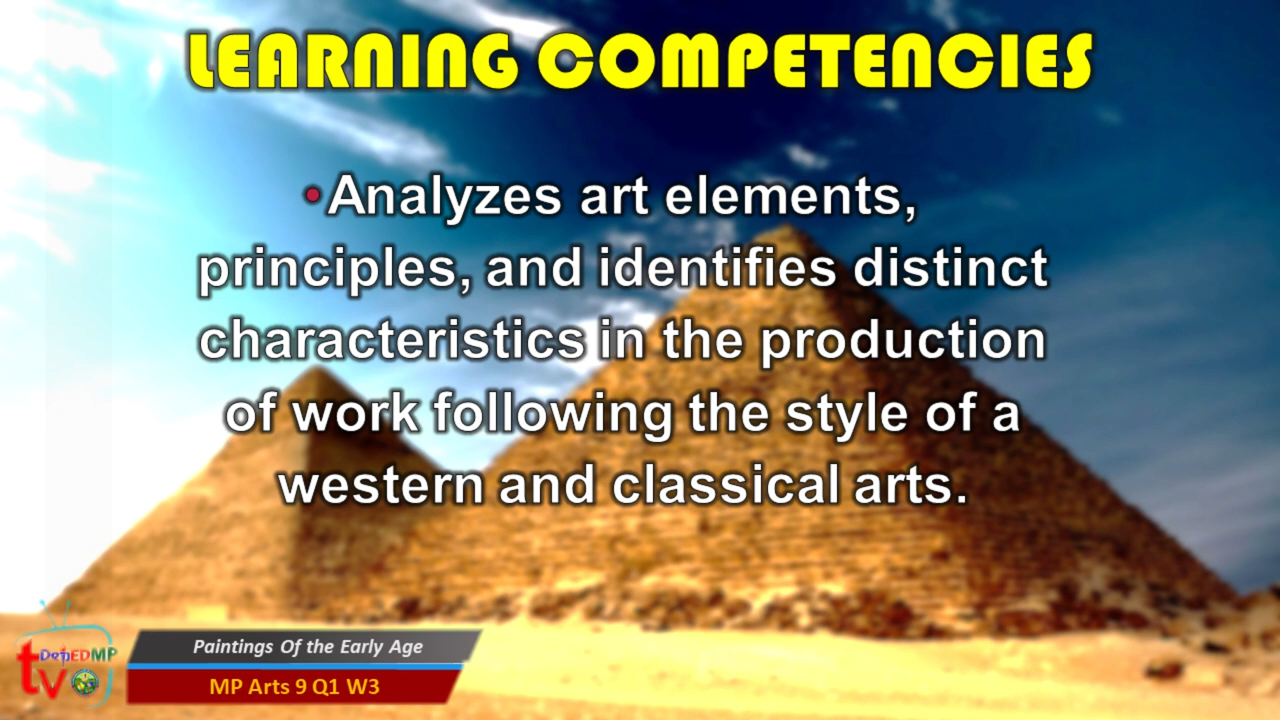 LEARNING COMPETENCIES
•Analyzes art elements,
principles, and identifies distinct
characteristics in the production
of work following the style of a
western and classical arts.
Paintings Of the Early Age
DepEDMP
tv
MP Arts 9 Q1 W3